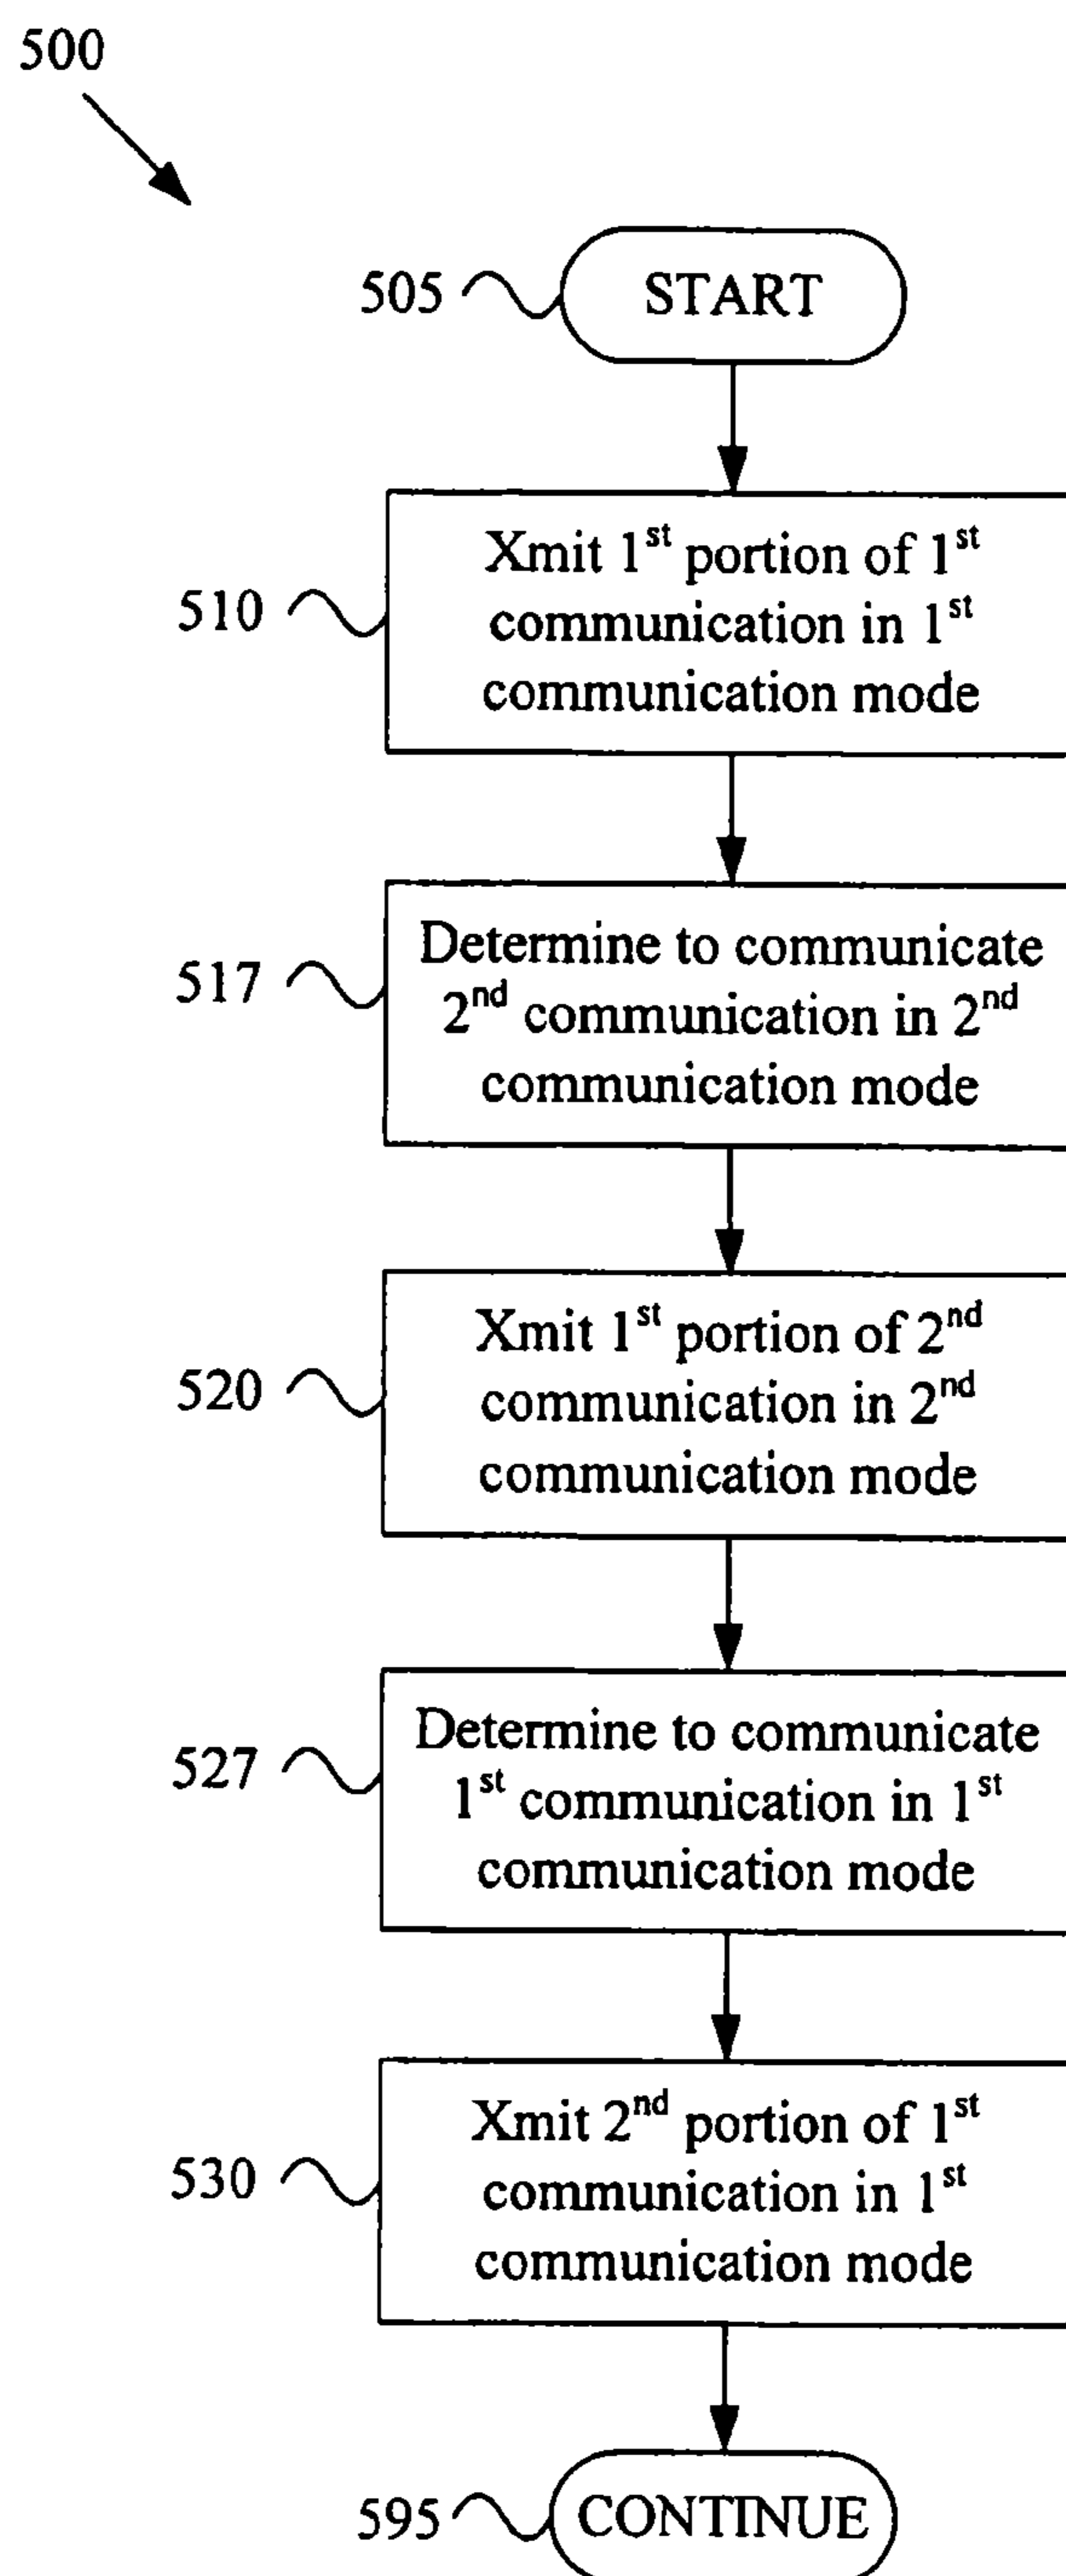 500
505
START
510
Xmit 1st portion of 1st
communication in 1st
communication mode
517
Determine to communicate
2nd communication in 2nd
communication mode
520
Xmit 1st portion of 2nd
communication in 2nd
communication mode
527
Determine to communicate
1st communication in 1st
communication mode
530
Xmit 2nd portion of 1st
communication in 1st
communication mode
595
CONTINUE